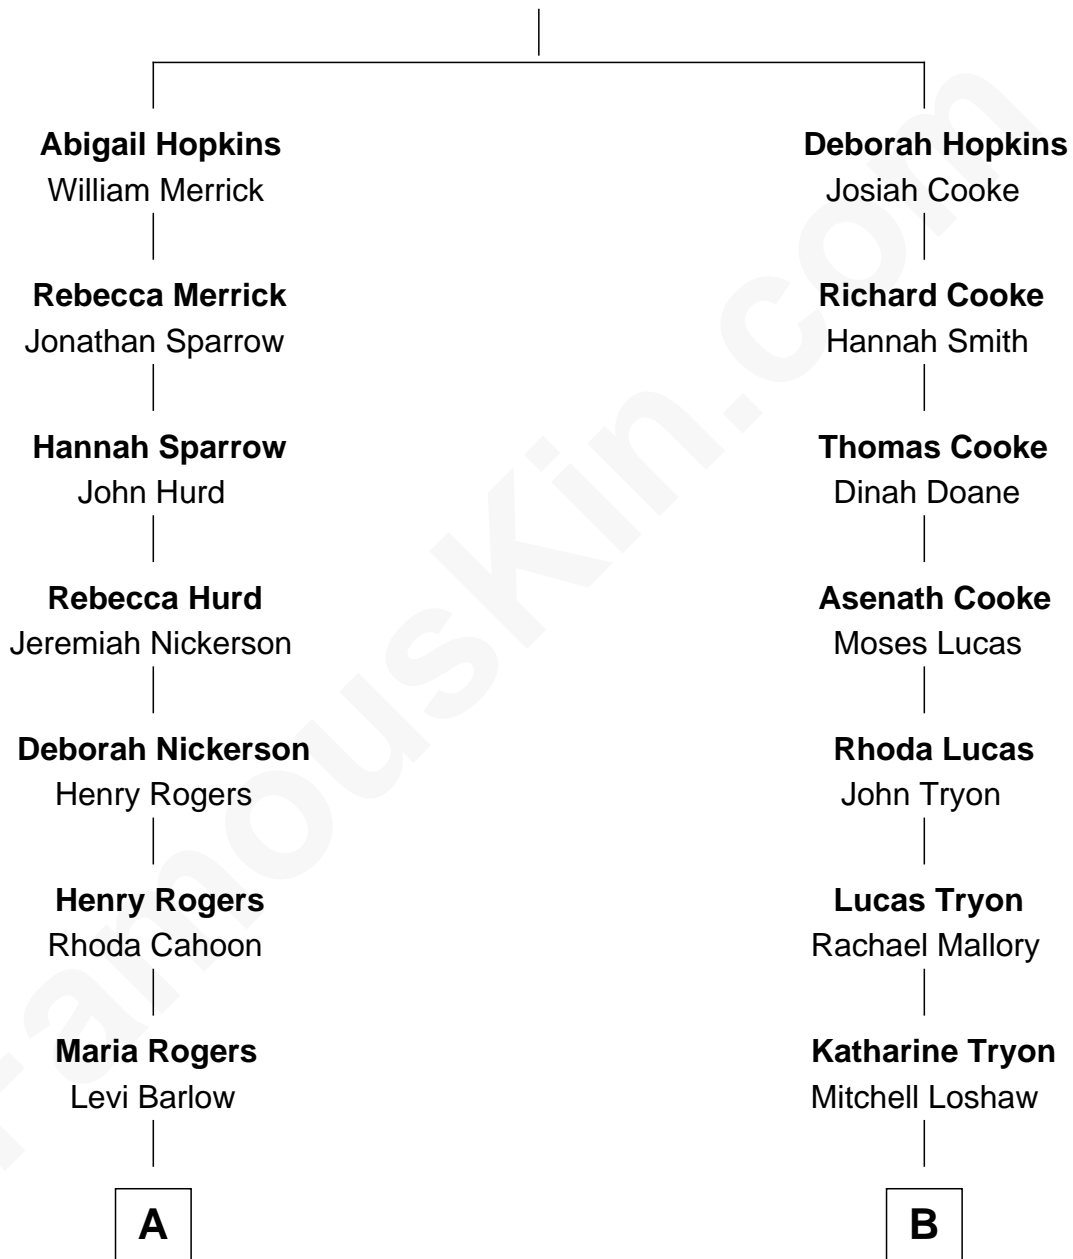 Abigail Hopkins
William Merrick
Rebecca Merrick
Jonathan Sparrow
Hannah Sparrow
John Hurd
Rebecca Hurd
Jeremiah Nickerson
Deborah Nickerson
Henry Rogers
Henry Rogers
Rhoda Cahoon
Maria Rogers
Levi Barlow
A
Deborah Hopkins
Josiah Cooke
Richard Cooke
Hannah Smith
Thomas Cooke
Dinah Doane
Asenath Cooke
Moses Lucas
Rhoda Lucas
John Tryon
Lucas Tryon
Rachael Mallory
Katharine Tryon
Mitchell Loshaw
B
FamousKin.com